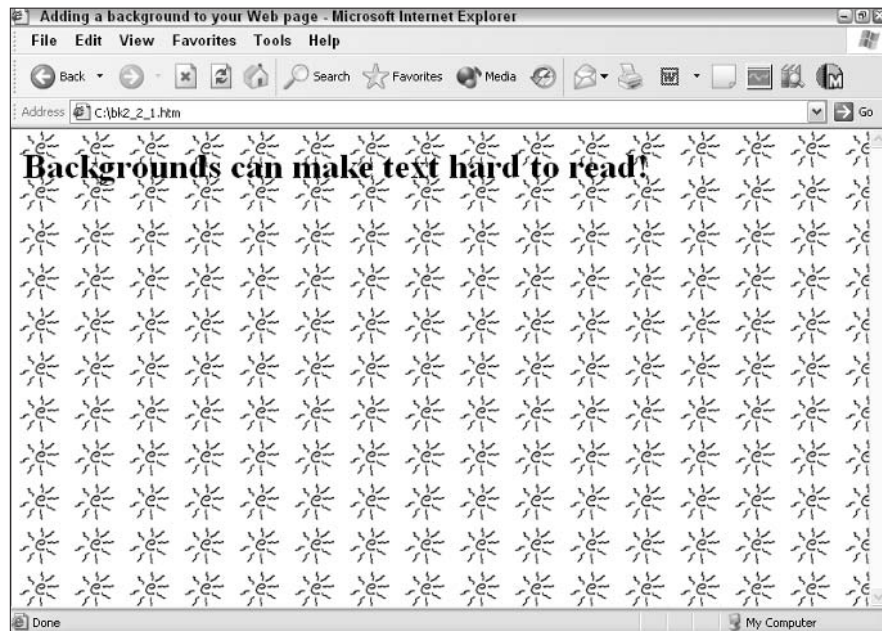 Adding a background to your Web page - Microsoft Internet Explorer
File Edit View Favorites Tools Help
Back Search Favorites Media
Address C:\bk2_2_1.htm Go
Backgrounds can make text hard to read!
Done My Computer